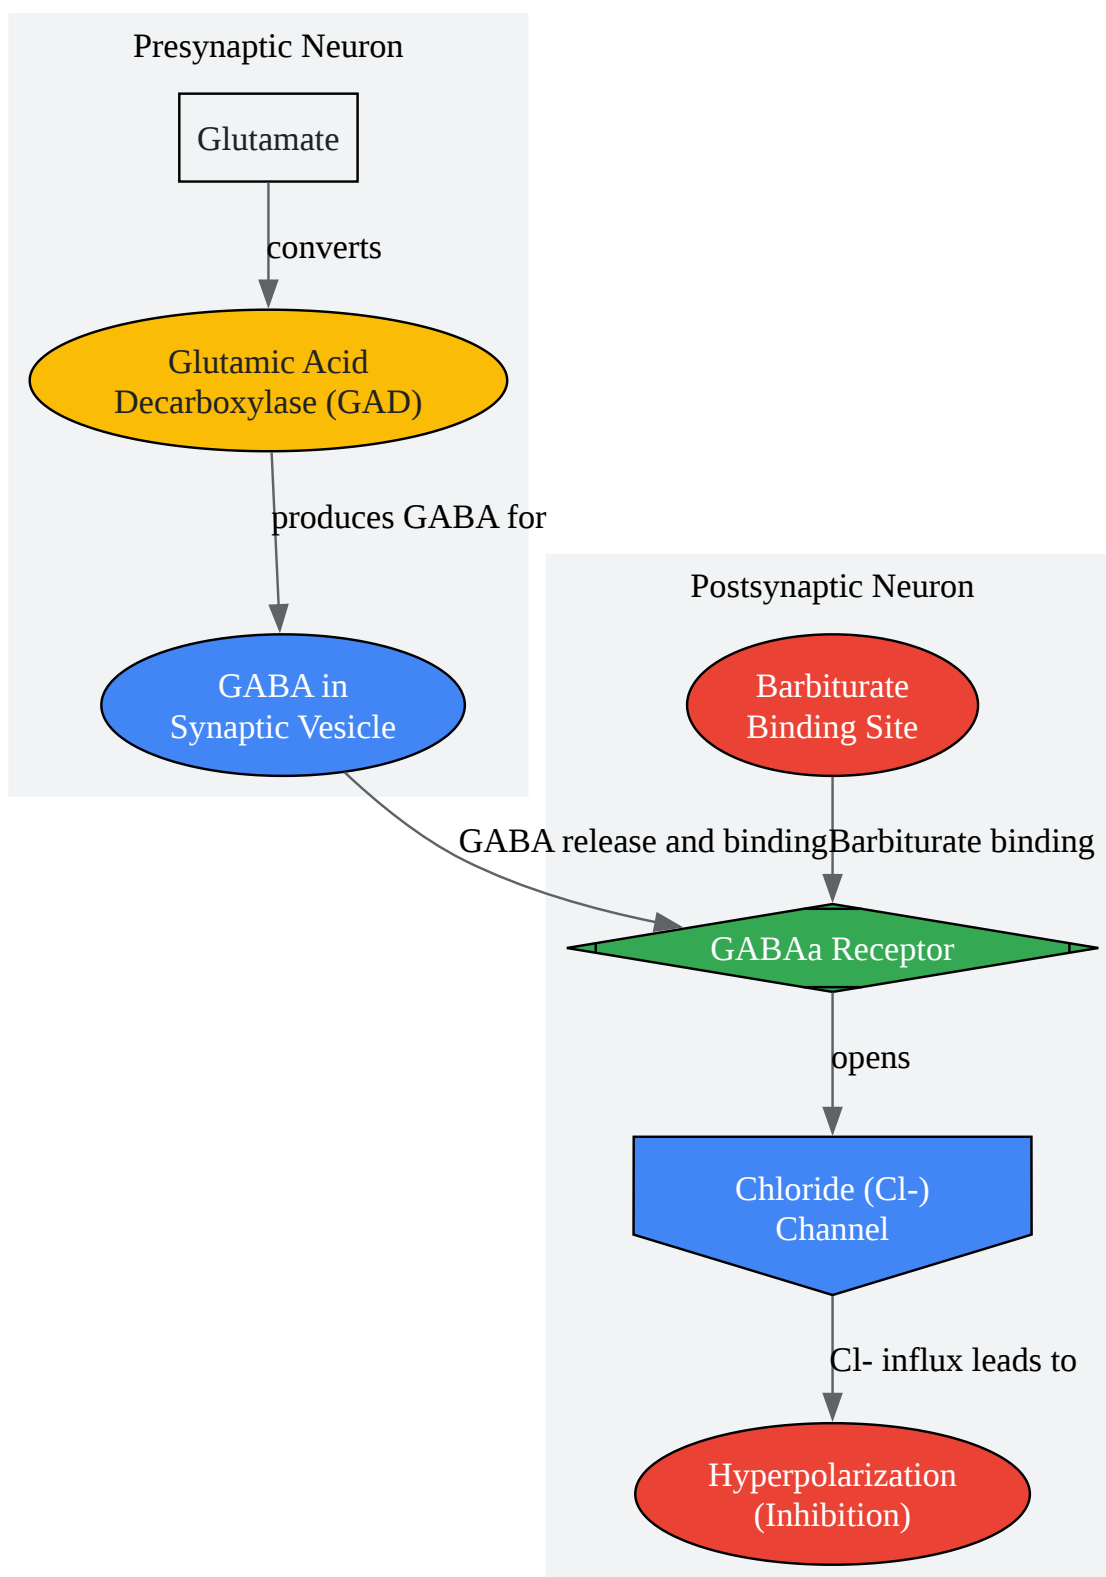 Presynaptic Neuron
Glutamate
converts
Glutamic Acid
Decarboxylase (GAD)
produces GABA for
GABA in
Synaptic Vesicle
Postsynaptic Neuron
Barbiturate
Binding Site
GABA release and binding
Barbiturate binding
GABAa Receptor
opens
Chloride (Cl-)
Channel
Cl- influx leads to
Hyperpolarization
(Inhibition)